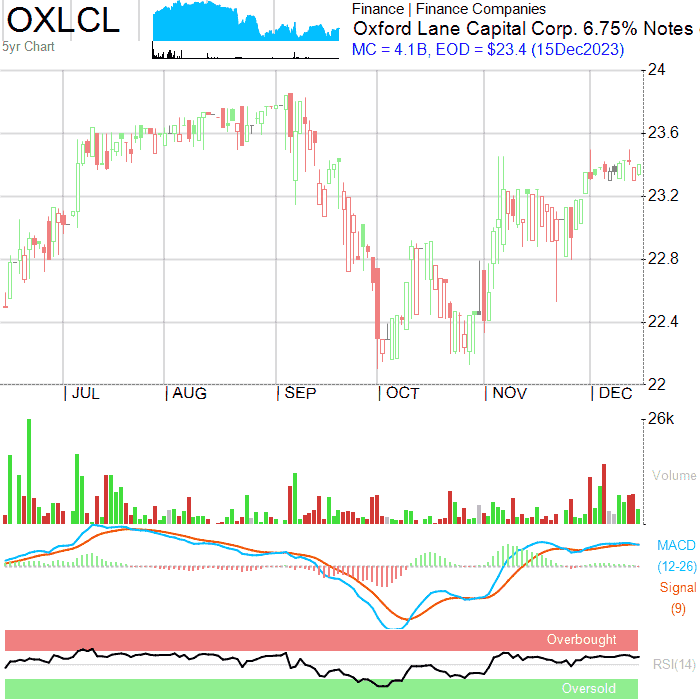 OXLCL
5yr Chart
Finance | Finance Companies
Oxford Lane Capital Corp. 6.75% Notes
MC = 4.1B, EOD = $23.4 (15Dec2023)
24
23.6
23.2
22.8
22.4
22
JUL AUG SEP OCT NOV DEC
26k
Volume
MACD
(12-26)
Signal
(9)
Overbought
RSI(14)
Oversold